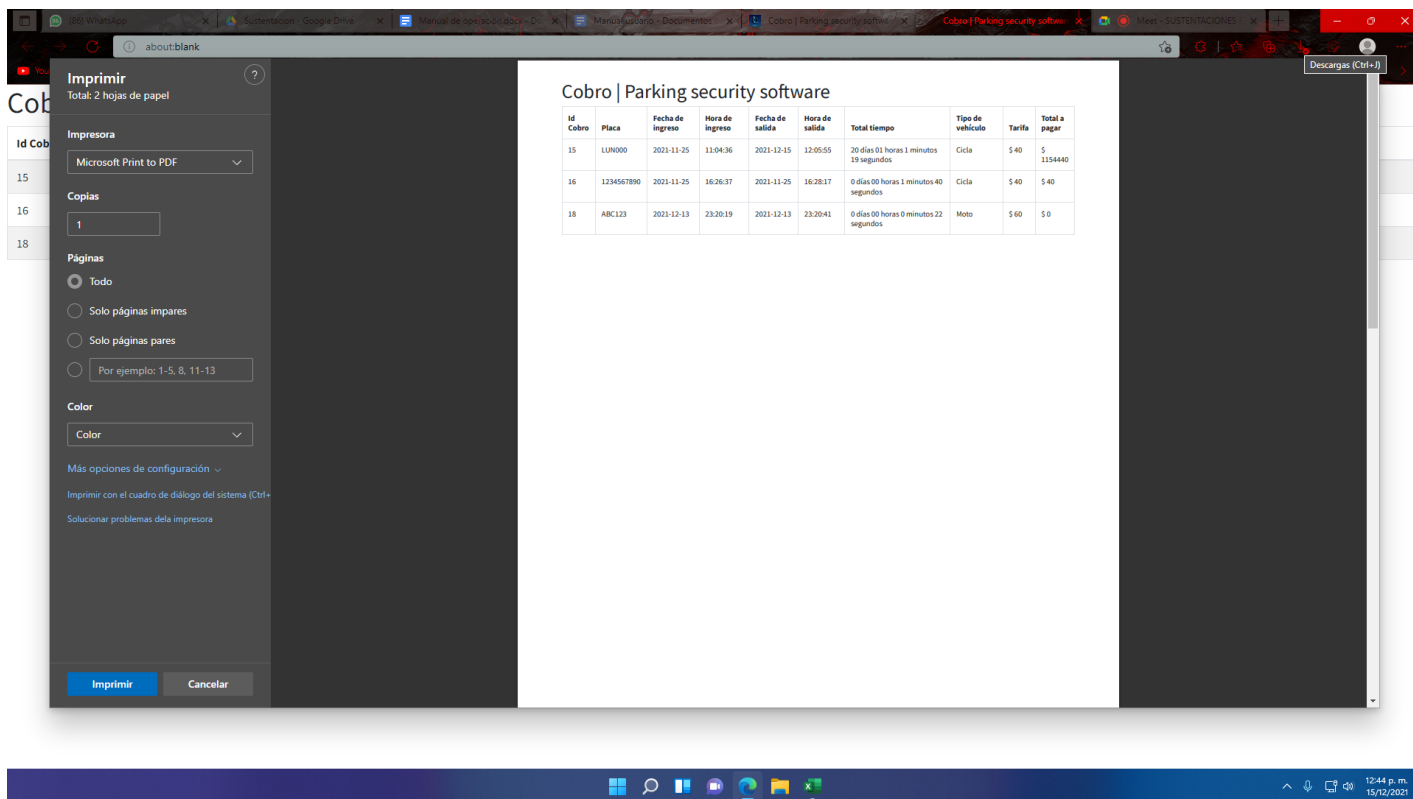 (86) WhatsApp
Sustentacion - Google Drive
Manual de operación.docx - Do
Manual usuario - Documentos
Cobro | Parking security softwa
Cobro | Parking security softwar
Meet - SUSTENTACIONES
about:blank
Descargas (Ctrl+J)
You
Cob
Id Cob
15
16
18
Imprimir
?
Total: 2 hojas de papel
Impresora
Microsoft Print to PDF
Copias
1
Páginas
Todo
Solo páginas impares
Solo páginas pares
Por ejemplo: 1-5, 8, 11-13
Color
Color
Más opciones de configuración
Imprimir con el cuadro de diálogo del sistema (Ctrl+
Solucionar problemas dela impresora
Imprimir Cancelar
Cobro | Parking security software
Id Cobro Placa Fecha de ingreso Hora de ingreso Fecha de salida Hora de salida Total tiempo Tipo de vehículo Tarifa Total a pagar
15 LUN000 2021-11-25 11:04:36 2021-12-15 12:05:55 20 días 01 horas 1 minutos 19 segundos Cicla $ 40 $ 1154440
16 1234567890 2021-11-25 16:26:37 2021-11-25 16:28:17 0 días 00 horas 1 minutos 40 segundos Cicla $ 40 $ 40
18 ABC123 2021-12-13 23:20:19 2021-12-13 23:20:41 0 días 00 horas 0 minutos 22 segundos Moto $ 60 $ 0
12:44 p. m.
15/12/2021